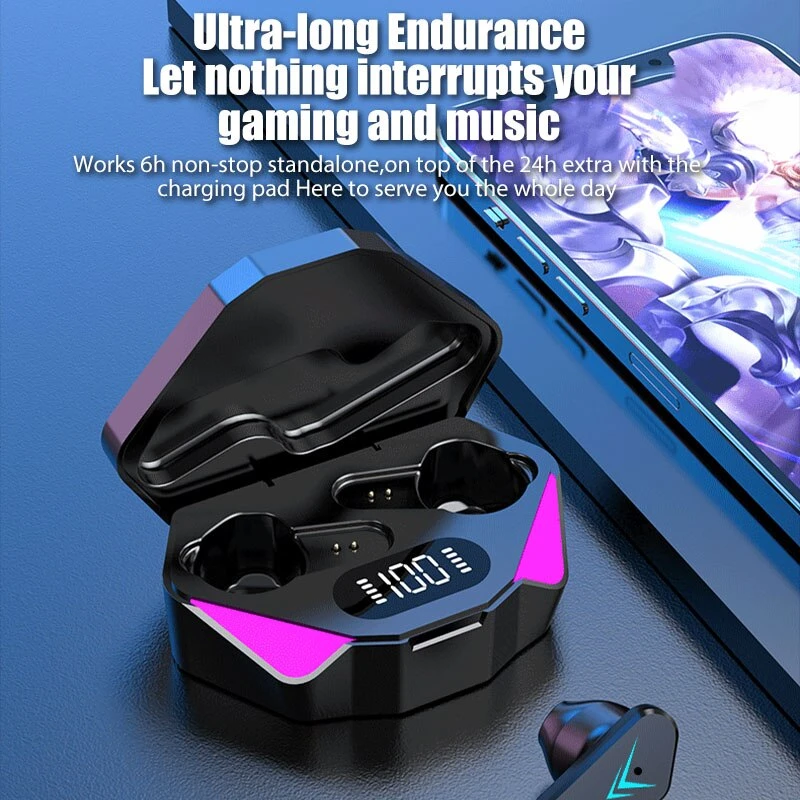 Ultra-long Endurance
Let nothing interrupts your
gaming and music
Works 6h non-stop standalone,on top of the 24h extra with the
charging pad Here to serve you the whole day
100